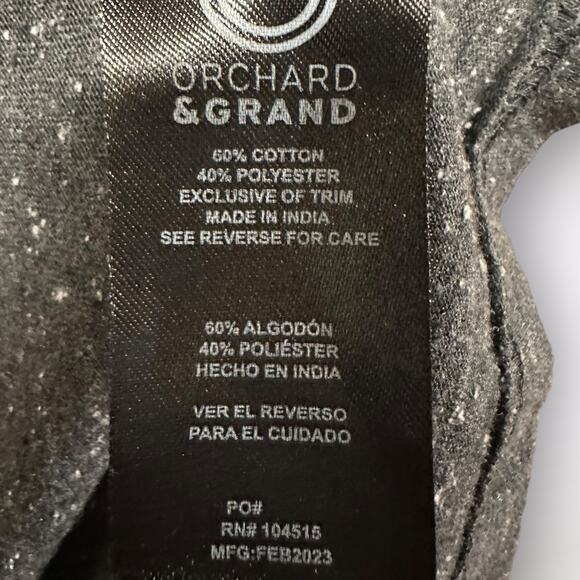 ORCHARD
&GRAND
60% COTTON
40% POLYESTER
EXCLUSIVE OF TRIM
MADE IN INDIA
SEE REVERSE FOR CARE
60% ALGODÓN
40% POLIÉSTER
HECHO EN INDIA
VER EL REVERSO
PARA EL CUIDADO
PO#
RN# 104515
MFG:FEB2023